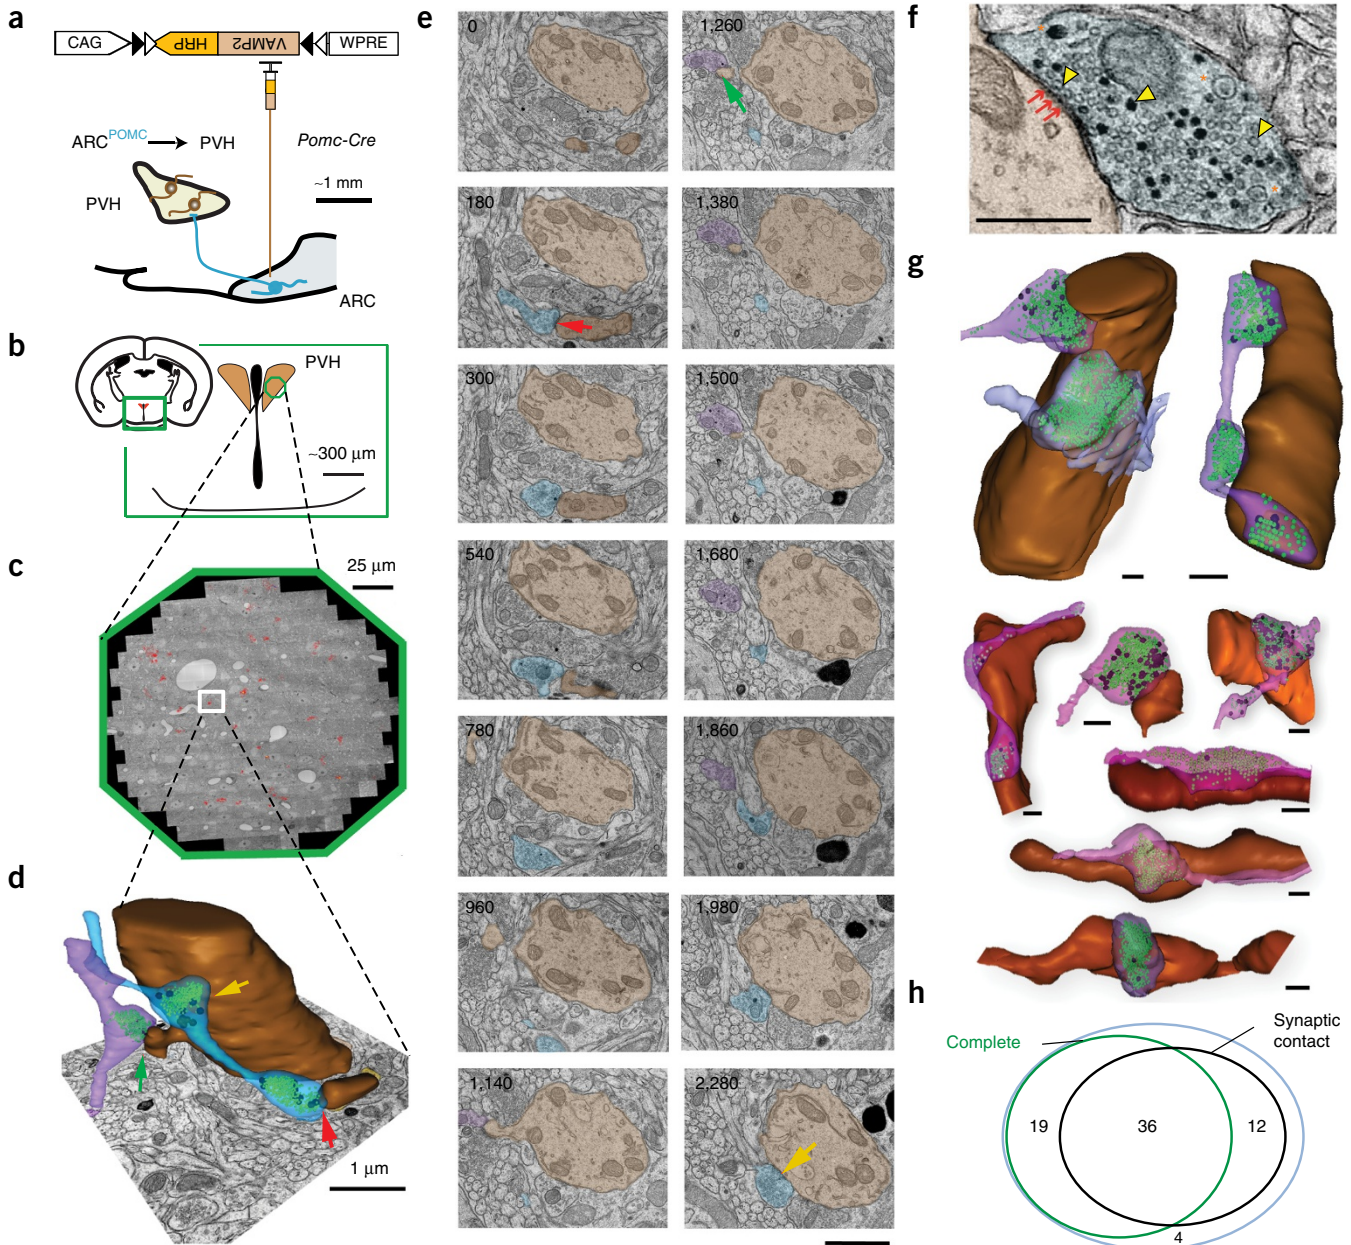 a
CAG
HRP
VAMP2
WPRE
ARC^POMC → PVH
Pomc-Cre
~1 mm
PVH
ARC
b
PVH
~300 µm
c
25 µm
d
1 µm
e
0
1,260
180
1,380
300
1,500
540
1,680
780
1,860
960
1,980
1,140
2,280
f
g
h
Complete
Synaptic
contact
19
36
12
4